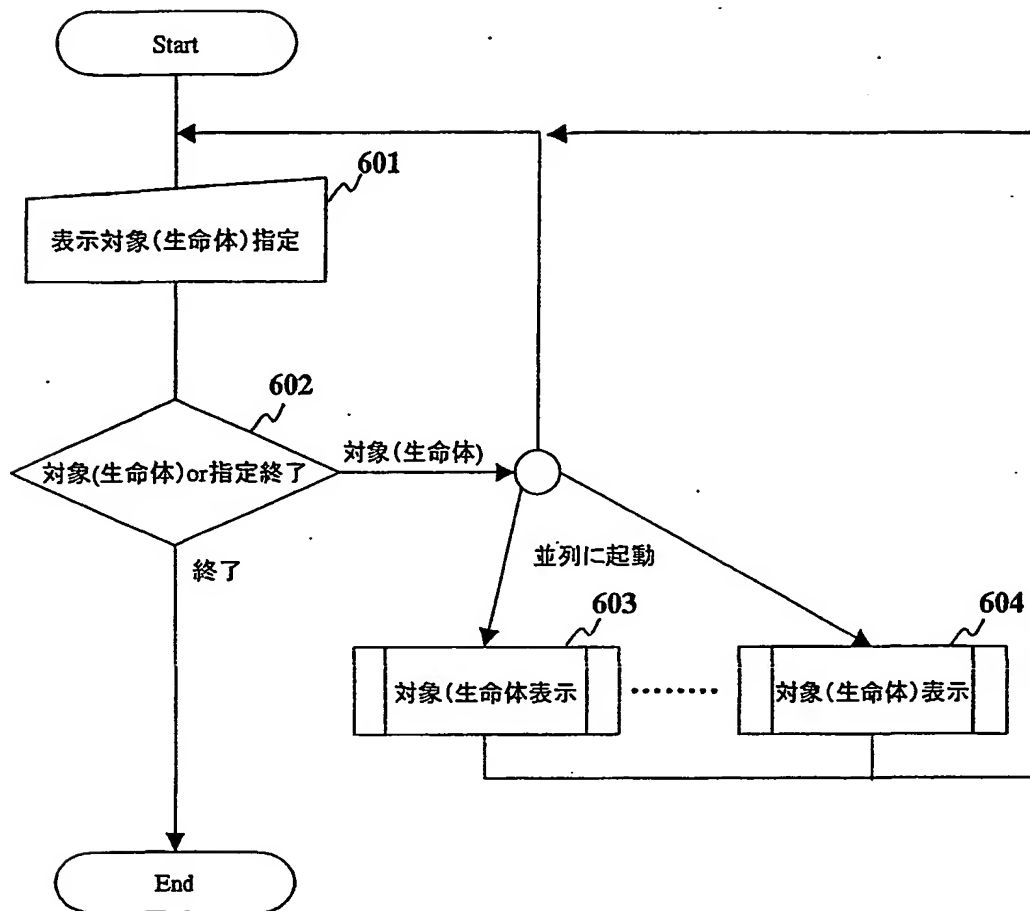 Start
601
表示対象(生命体)指定
602
対象(生命体)or指定終了
対象(生命体)
終了
並列に起動
603
604
対象(生命体表示
対象(生命体)表示
End